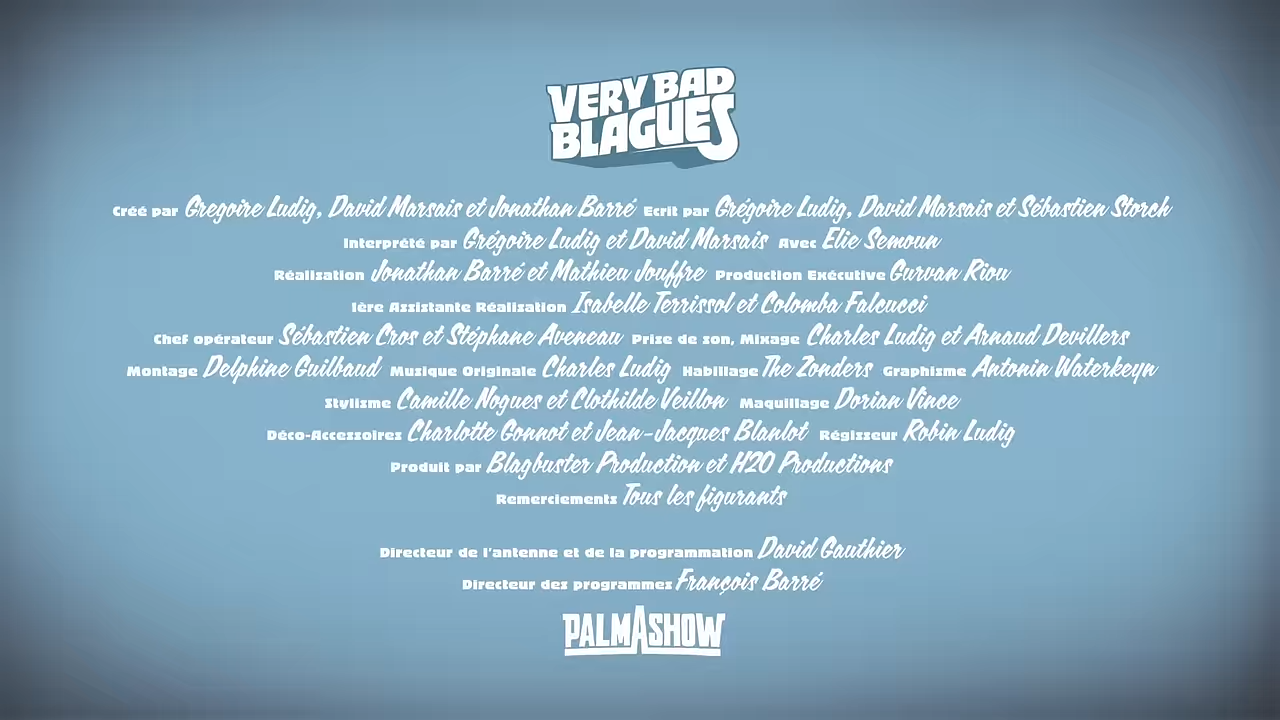 VERY BAD
BLAGUES
Créé par Gregoire Ludig, David Marsais et Jonathan Barré Ecrit par Grégoire Ludig, David Marsais et Sébastien Storch
Interprété par Grégoire Ludig et David Marsais Avec Elie Semoun
Réalisation Jonathan Barré et Mathieu Jouffre Production Exécutive Gurvan Riou
1ère Assistante Réalisation Isabelle Terrissol et Colomba Falcucci
Chef opérateur Sébastien Cros et Stéphane Aveneau Prise de son, Mixage Charles Ludig et Arnaud Devillers
Montage Delphine Guilbaud Musique Originale Charles Ludig Habillage The Zonders Graphisme Antonin Waterkeyn
Stylisme Camille Nogues et Clothilde Veillon Maquillage Dorian Vince
Déco-Accessoires Charlotte Gonnot et Jean-Jacques Blanlot Régisseur Robin Ludig
Produit par Blagbuster Production et H2O Productions
Remerciements Tous les figurants
Directeur de l'antenne et de la programmation David Gauthier
Directeur des programmes François Barré
PALMASHOW